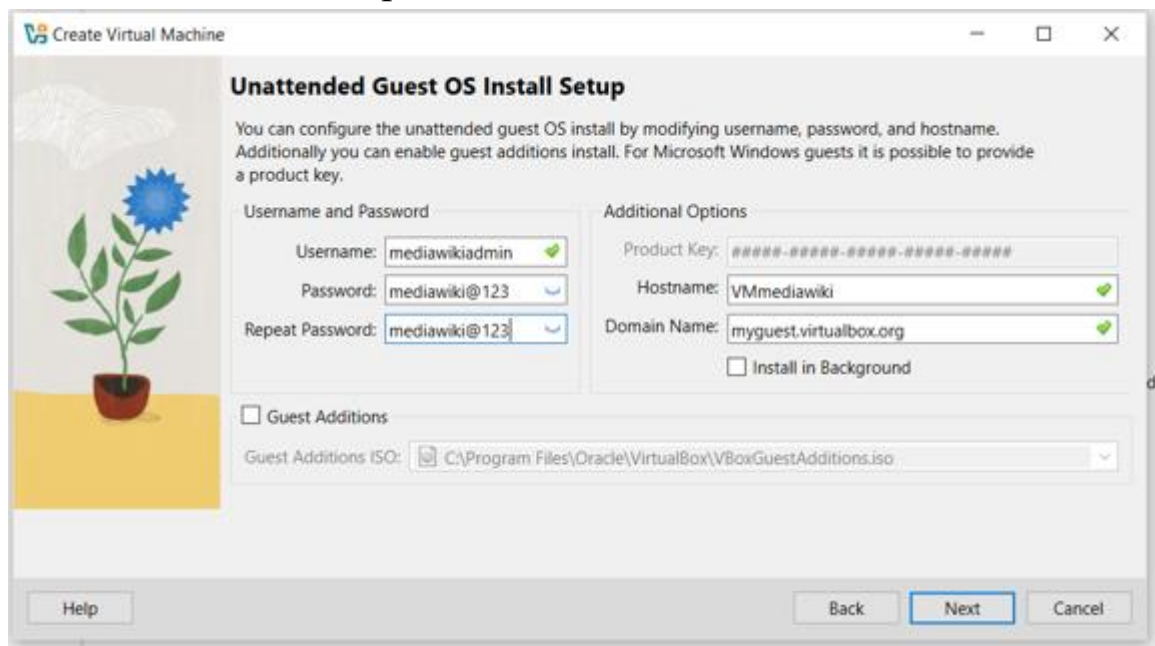 Create Virtual Machine
Unattended Guest OS Install Setup
You can configure the unattended guest OS install by modifying username, password, and hostname.
Additionally you can enable guest additions install. For Microsoft Windows guests it is possible to provide
a product key.
Username and Password
Username: mediawikiadmin
Password: mediawiki@123
Repeat Password: mediawiki@123
Additional Options
Product Key: #####-#####-#####-#####-#####
Hostname: VMmediawiki
Domain Name: myguest.virtualbox.org
Install in Background
Guest Additions
Guest Additions ISO: C:\Program Files\Oracle\VirtualBox\VBoxGuestAdditions.iso
Help
Back
Next
Cancel